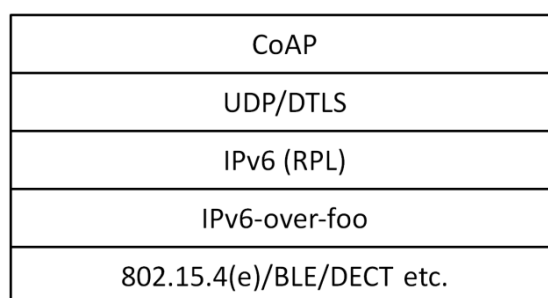 CoAP
UDP/DTLS
IPv6 (RPL)
IPv6-over-foo
802.15.4(e)/BLE/DECT etc.